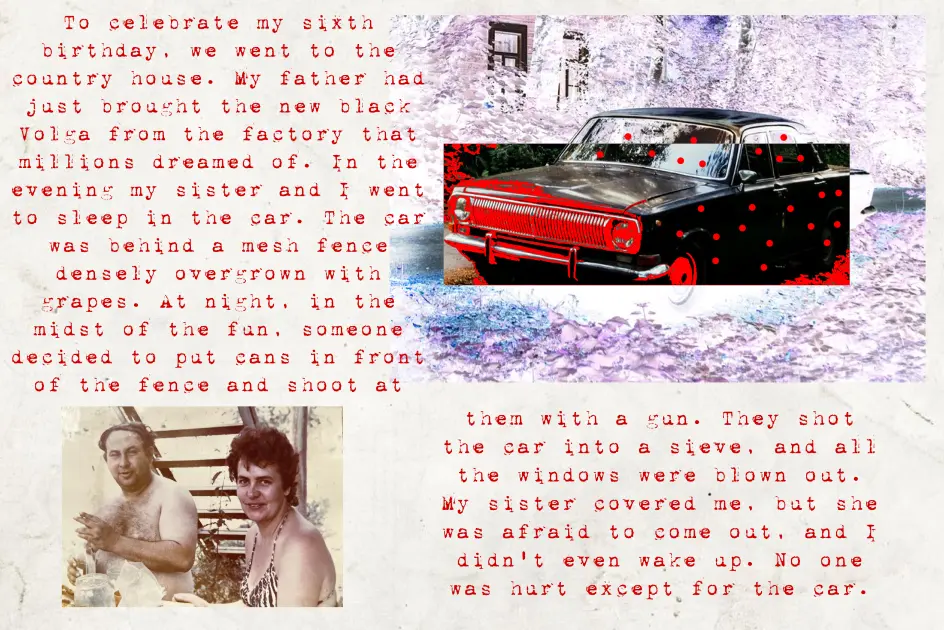 To celebrate my sixth
birthday, we went to the
country house. My father had
just brought the new black
Volga from the factory that
millions dreamed of. In the
evening my sister and I went
to sleep in the car. The car
was behind a mesh fence
densely overgrown with
grapes. At night, in the
midst of the fun, someone
decided to put cans in front
of the fence and shoot at
them with a gun. They shot
the car into a sieve, and all
the windows were blown out.
My sister covered me, but she
was afraid to come out, and I
didn't even wake up. No one
was hurt except for the car.